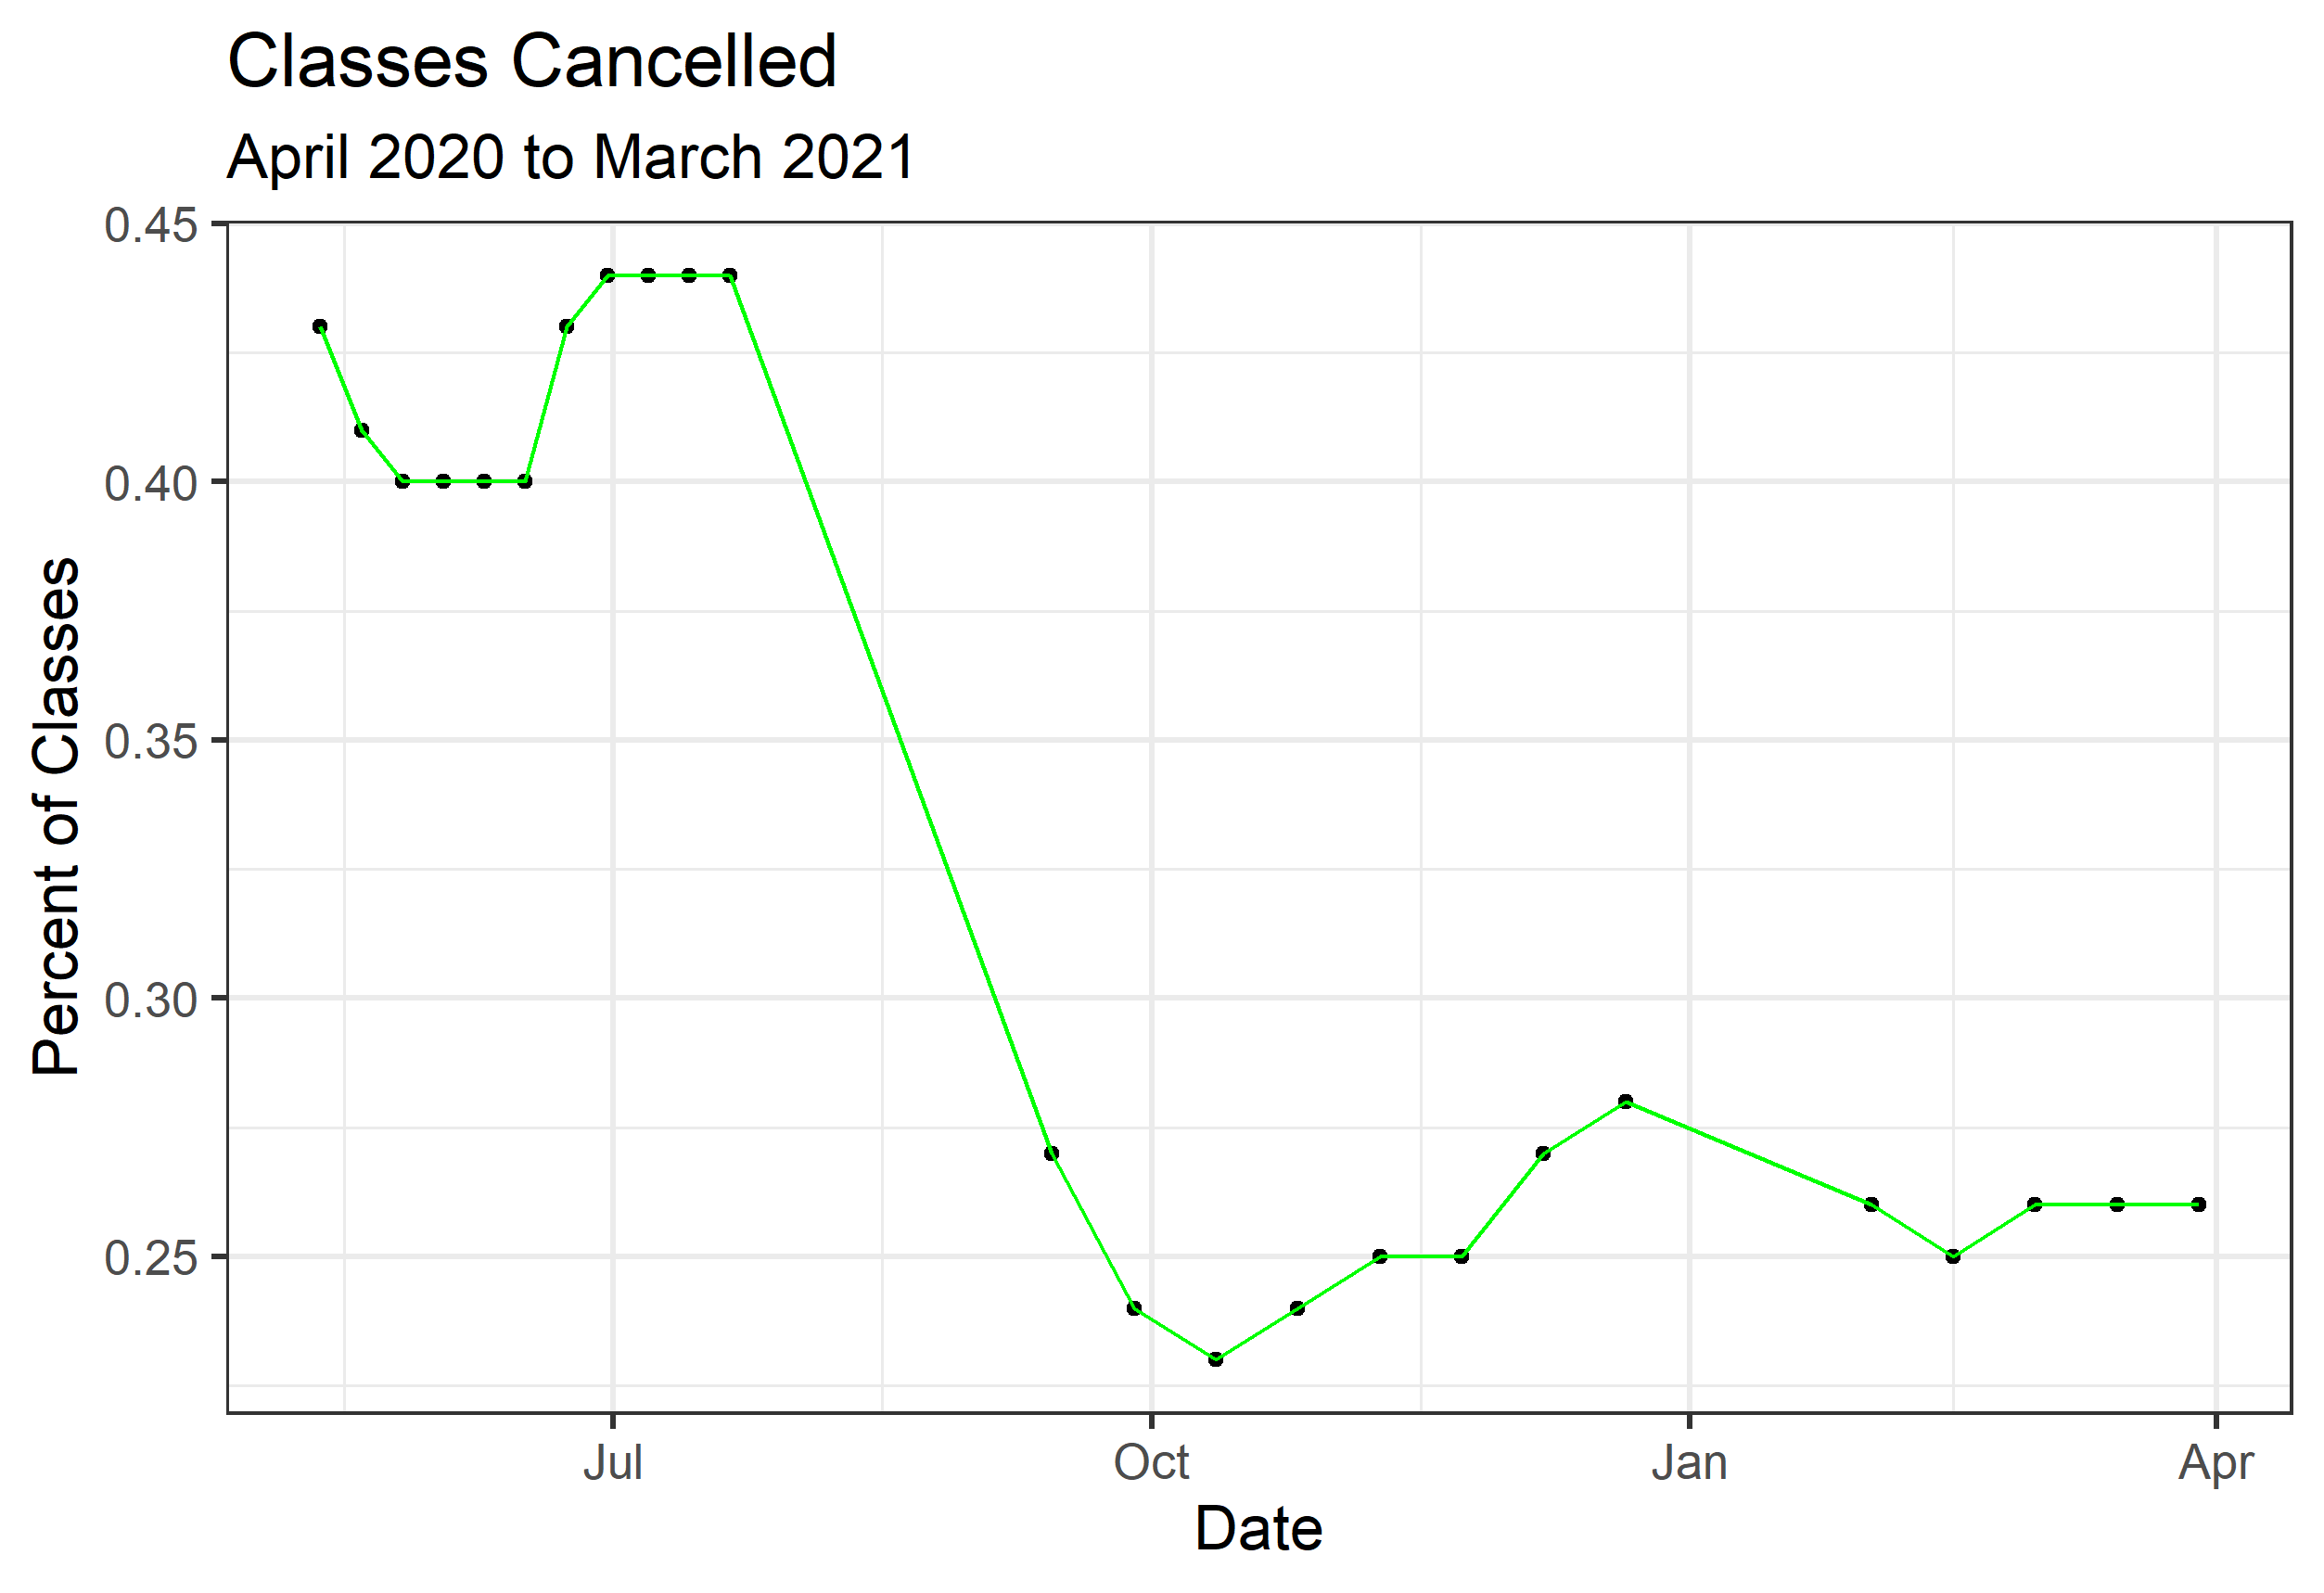 Classes Cancelled
April 2020 to March 2021
0.45
0.40
0.35
0.30
0.25
Percent of Classes
Jul Oct Jan Apr
Date